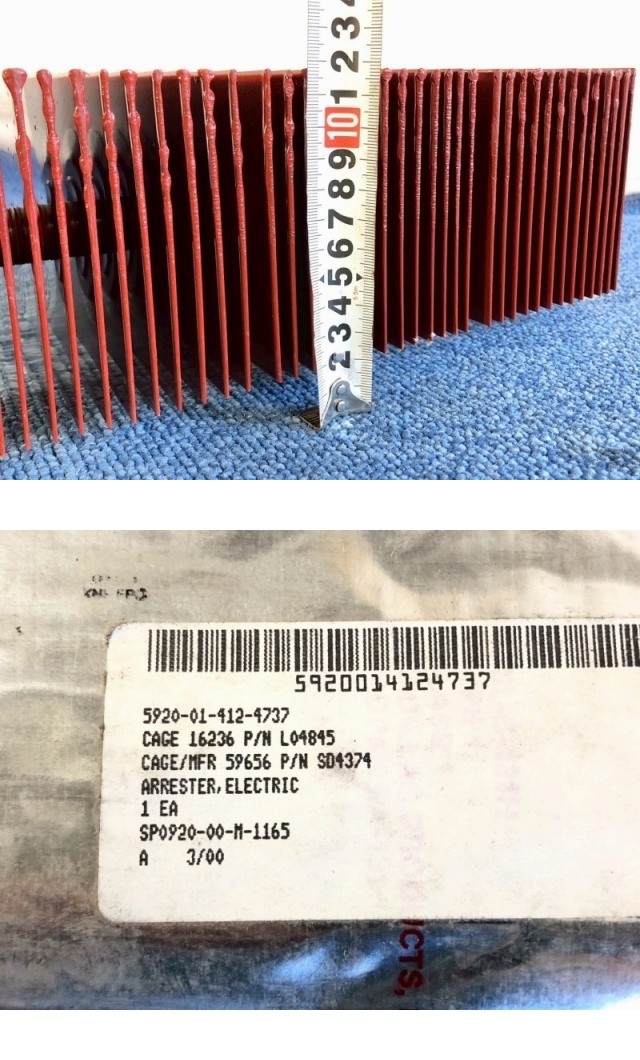 4
3
2
1
10
9
8
7
6
5
4
3
2
5920014124737
5920-01-412-4737
CAGE 16236 P/N L04845
CAGE/MFR 59656 P/N SD4374
ARRESTER,ELECTRIC
1 EA
SP0920-00-M-1165
A 3/00
UCTS,